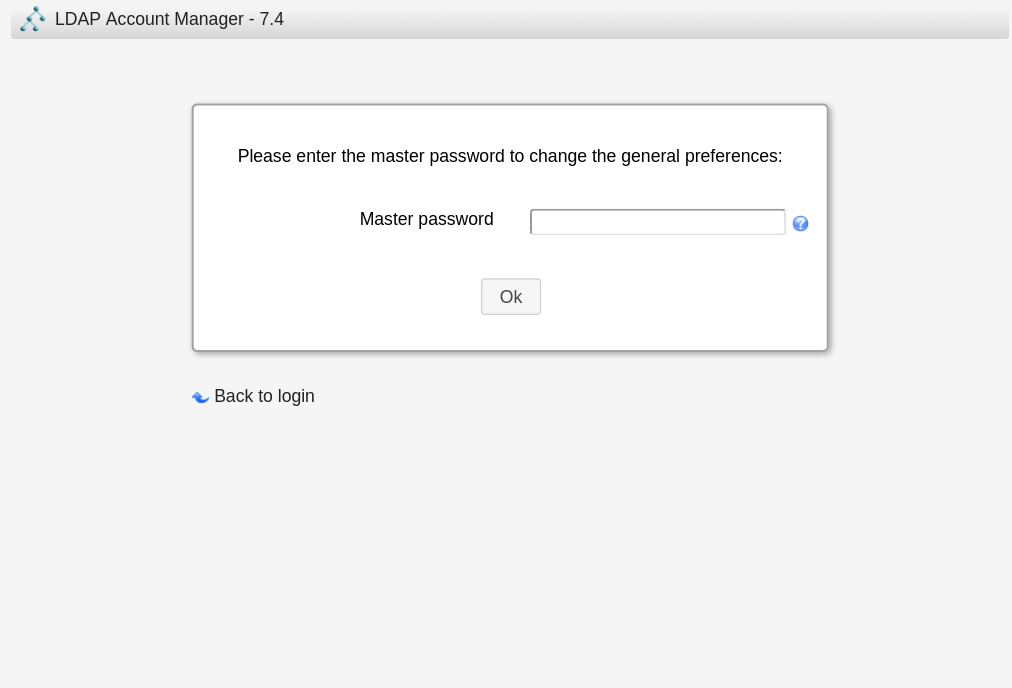 LDAP Account Manager - 7.4
Please enter the master password to change the general preferences:
Master password
Ok
Back to login